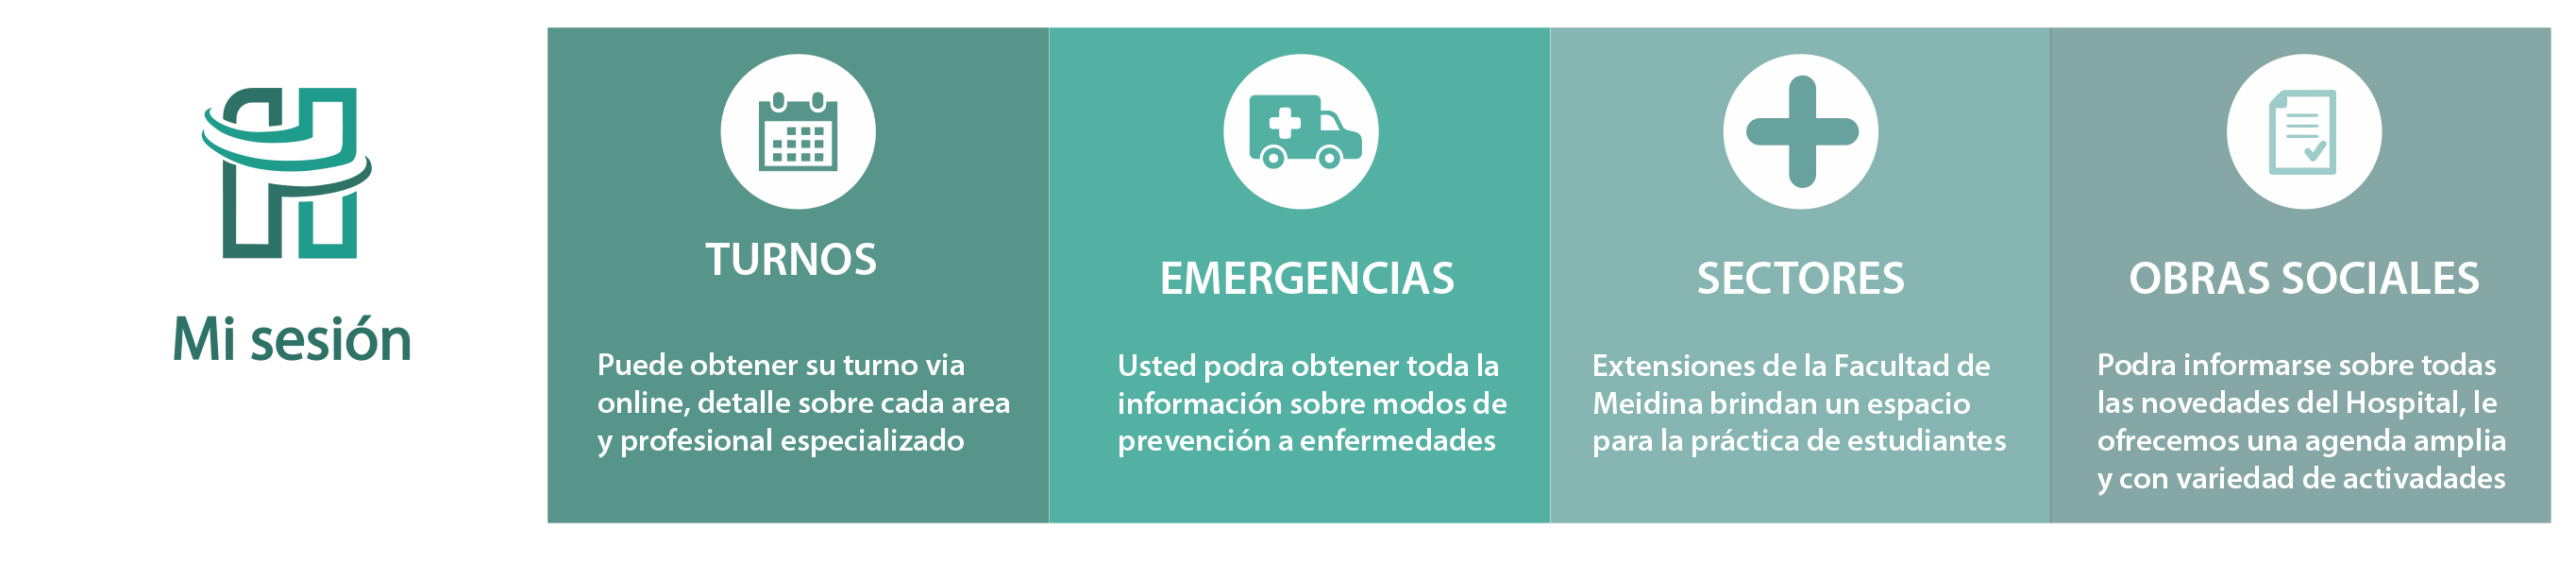 Mi sesión
TURNOS
Puede obtener su turno via
online, detalle sobre cada area
y profesional especializado
EMERGENCIAS
Usted podra obtener toda la
información sobre modos de
prevención a enfermedades
SECTORES
Extensiones de la Facultad de
Meidina brindan un espacio
para la práctica de estudiantes
OBRAS SOCIALES
Podra informarse sobre todas
las novedades del Hospital, le
ofrecemos una agenda amplia
y con variedad de activadades